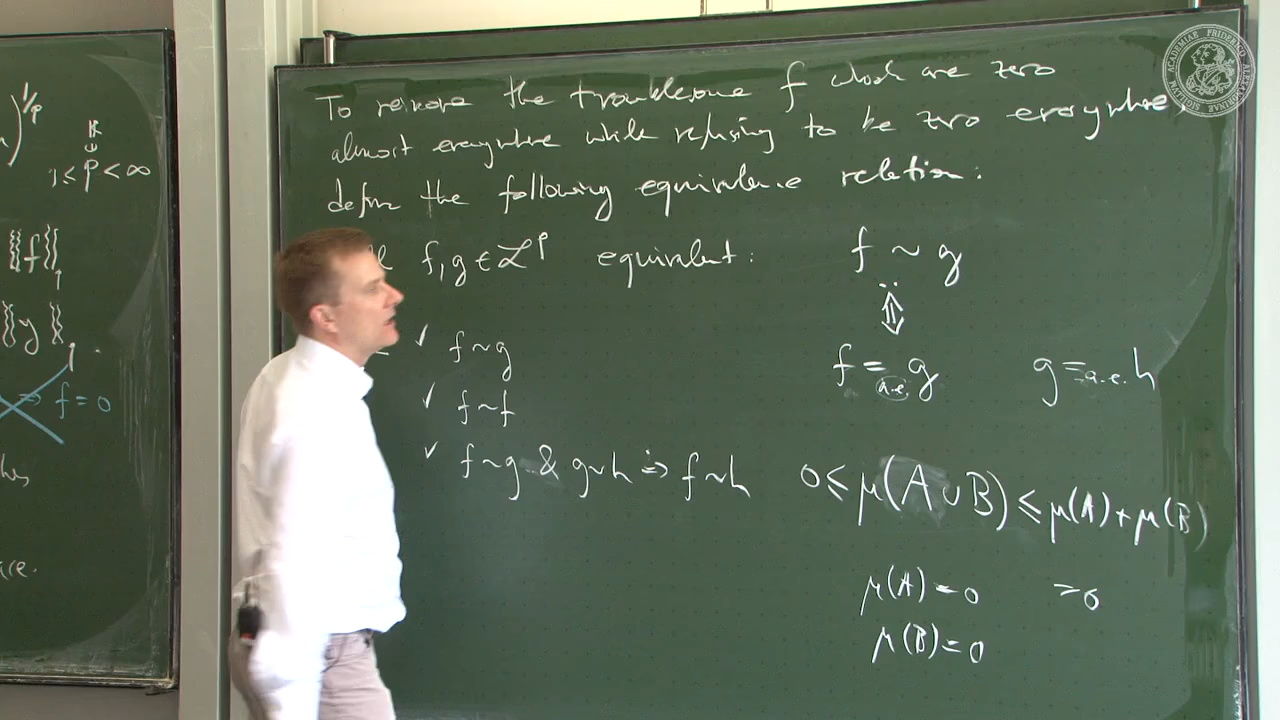 )^{1/p}
1 ≤ p < ∞
|||f|||
|||y|||
⇒ f = 0
To remove the troublesome f which are zero
almost everywhere while refusing to be zero everywhere,
define the following equivalence relation:
f, g ∈ ℒ^p equivalent: f ~ g
:⇔
✓ f ~ g
f =_{a.e.} g g =_{a.e.} h
✓ f ~ f
✓ f ~ g & g ~ h ⇒ f ~ h
0 ≤ μ(A ∪ B) ≤ μ(A) + μ(B)
μ(A) = 0 = 0
μ(B) = 0